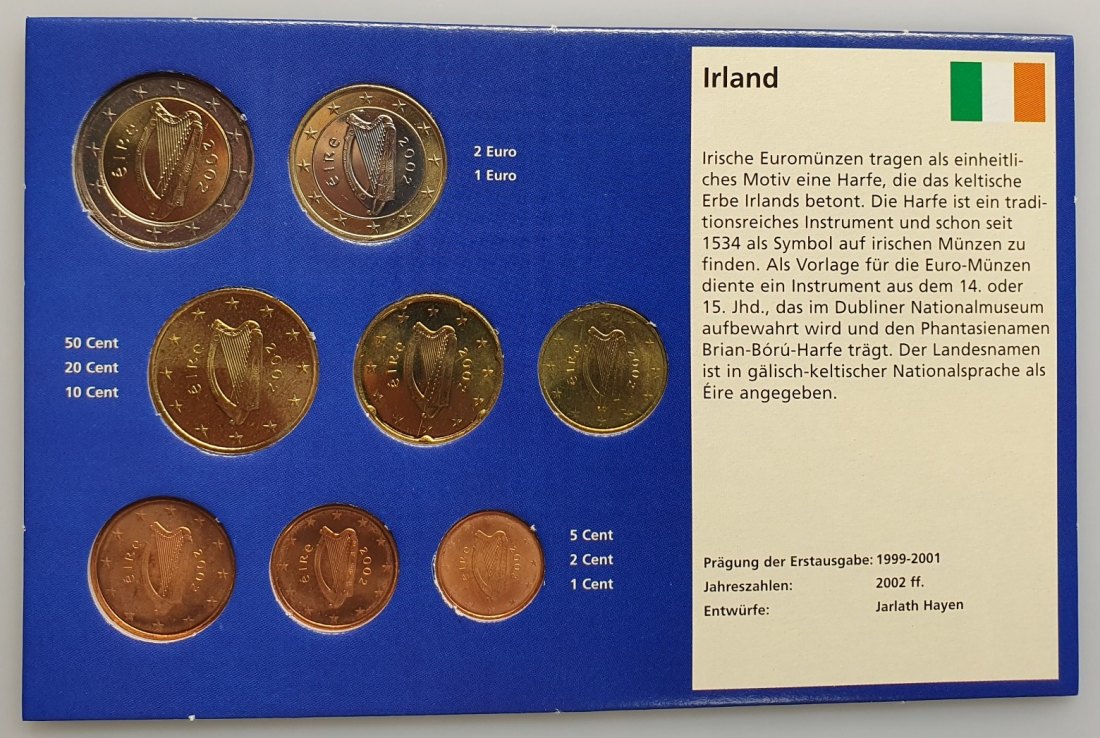 ÉIRE 2002
ÉIRE 2002
2 Euro
1 Euro
50 Cent
20 Cent
10 Cent
ÉIRE 2002
ÉIRE 2002
ÉIRE 2002
ÉIRE 2002
ÉIRE 2002
ÉIRE 2002
5 Cent
2 Cent
1 Cent
Irland
Irische Euromünzen tragen als einheitli-
ches Motiv eine Harfe, die das keltische
Erbe Irlands betont. Die Harfe ist ein tradi-
tionsreiches Instrument und schon seit
1534 als Symbol auf irischen Münzen zu
finden. Als Vorlage für die Euro-Münzen
diente ein Instrument aus dem 14. oder
15. Jhd., das im Dubliner Nationalmuseum
aufbewahrt wird und den Phantasienamen
Brian-Bórú-Harfe trägt. Der Landesnamen
ist in gälisch-keltischer Nationalsprache als
Éire angegeben.
Prägung der Erstausgabe: 1999-2001
Jahreszahlen: 2002 ff.
Entwürfe: Jarlath Hayen